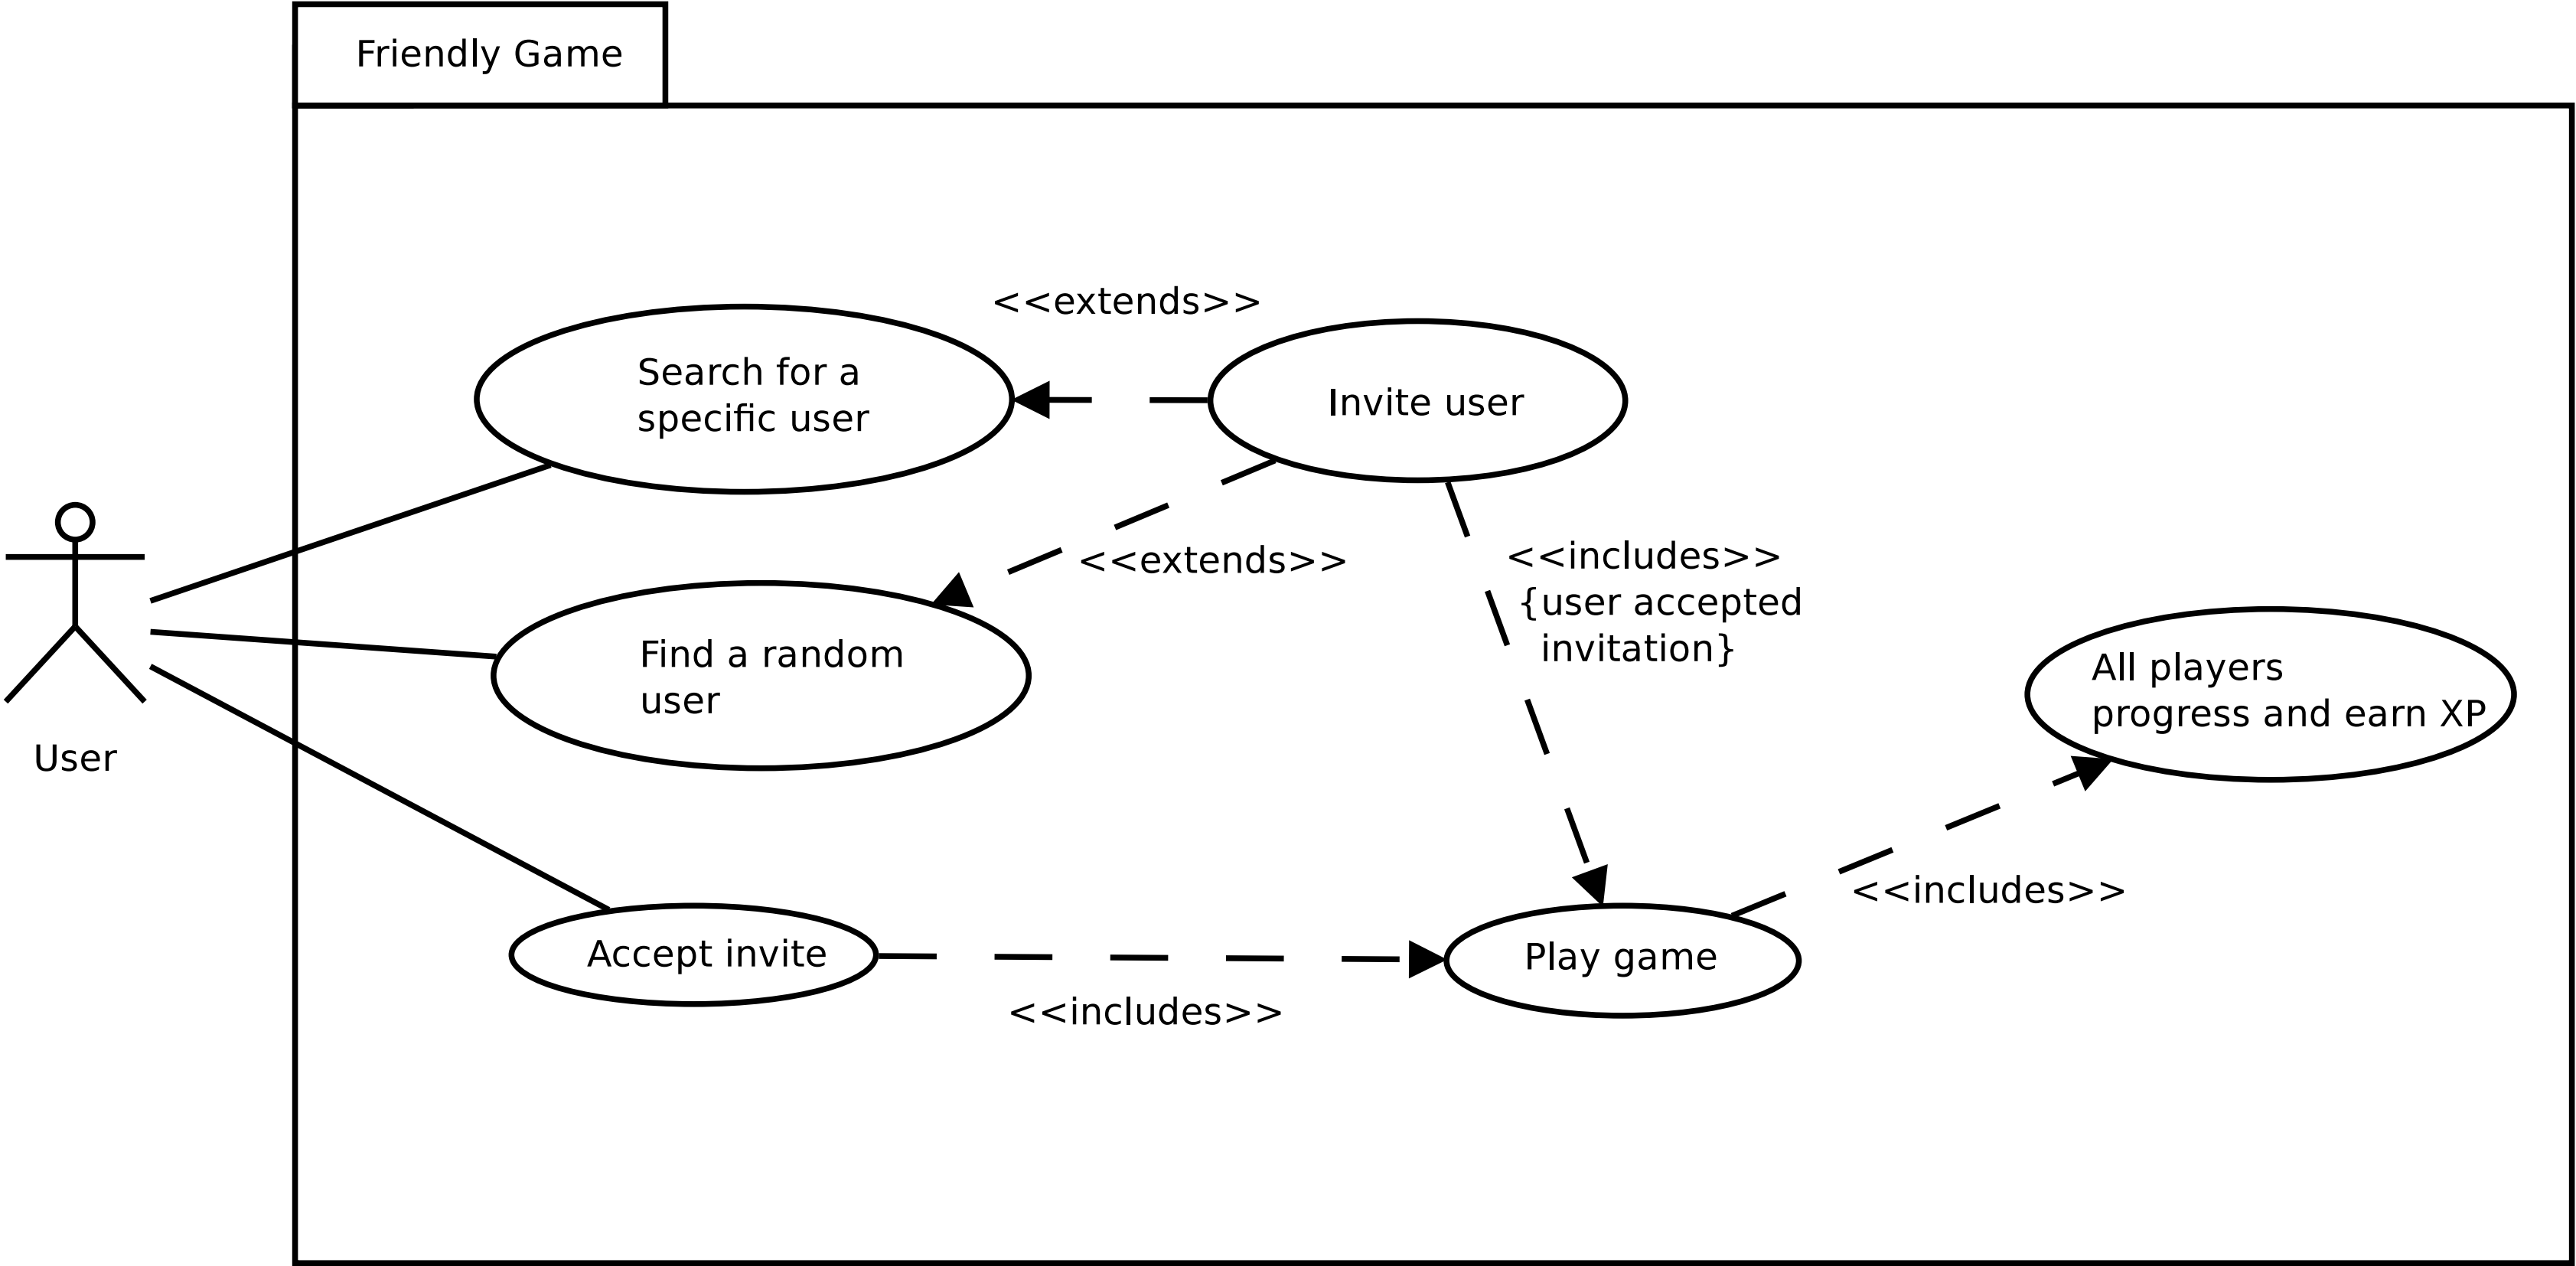 Friendly Game
<<extends>>
Search for a
specific user
Invite user
<<extends>>
<<includes>>
{user accepted
invitation}
Find a random
user
All players
progress and earn XP
User
<<includes>>
Accept invite
Play game
<<includes>>